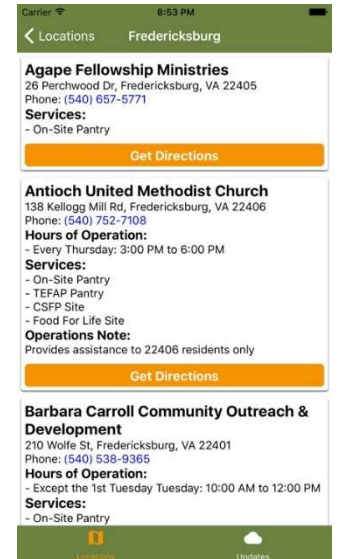 Carrier 8:53 PM
Locations Fredericksburg
Agape Fellowship Ministries
26 Perchwood Dr, Fredericksburg, VA 22405
Phone: (540) 657-5771
Services:
- On-Site Pantry
Get Directions
Antioch United Methodist Church
138 Kellogg Mill Rd, Fredericksburg, VA 22406
Phone: (540) 752-7108
Hours of Operation:
- Every Thursday: 3:00 PM to 6:00 PM
Services:
- On-Site Pantry
- TEFAP Pantry
- CSFP Site
- Food For Life Site
Operations Note:
Provides assistance to 22406 residents only
Get Directions
Barbara Carroll Community Outreach &
Development
210 Wolfe St, Fredericksburg, VA 22401
Phone: (540) 538-9365
Hours of Operation:
- Except the 1st Tuesday Tuesday: 10:00 AM to 12:00 PM
Services:
- On-Site Pantry
Locations Updates